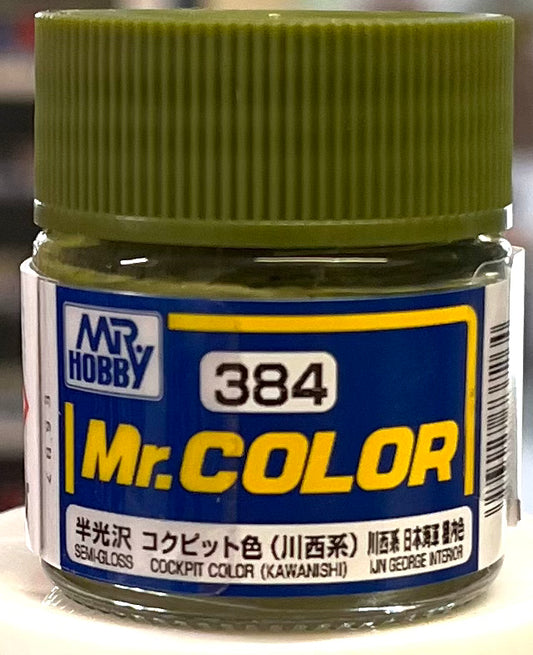 MR.
HOBBY
384
Mr.COLOR
半光沢 コクピット色(川西系) 川西系 日本海軍 機内色
SEMI-GLOSS COCKPIT COLOR (KAWANISHI) IJN GEORGE INTERIOR